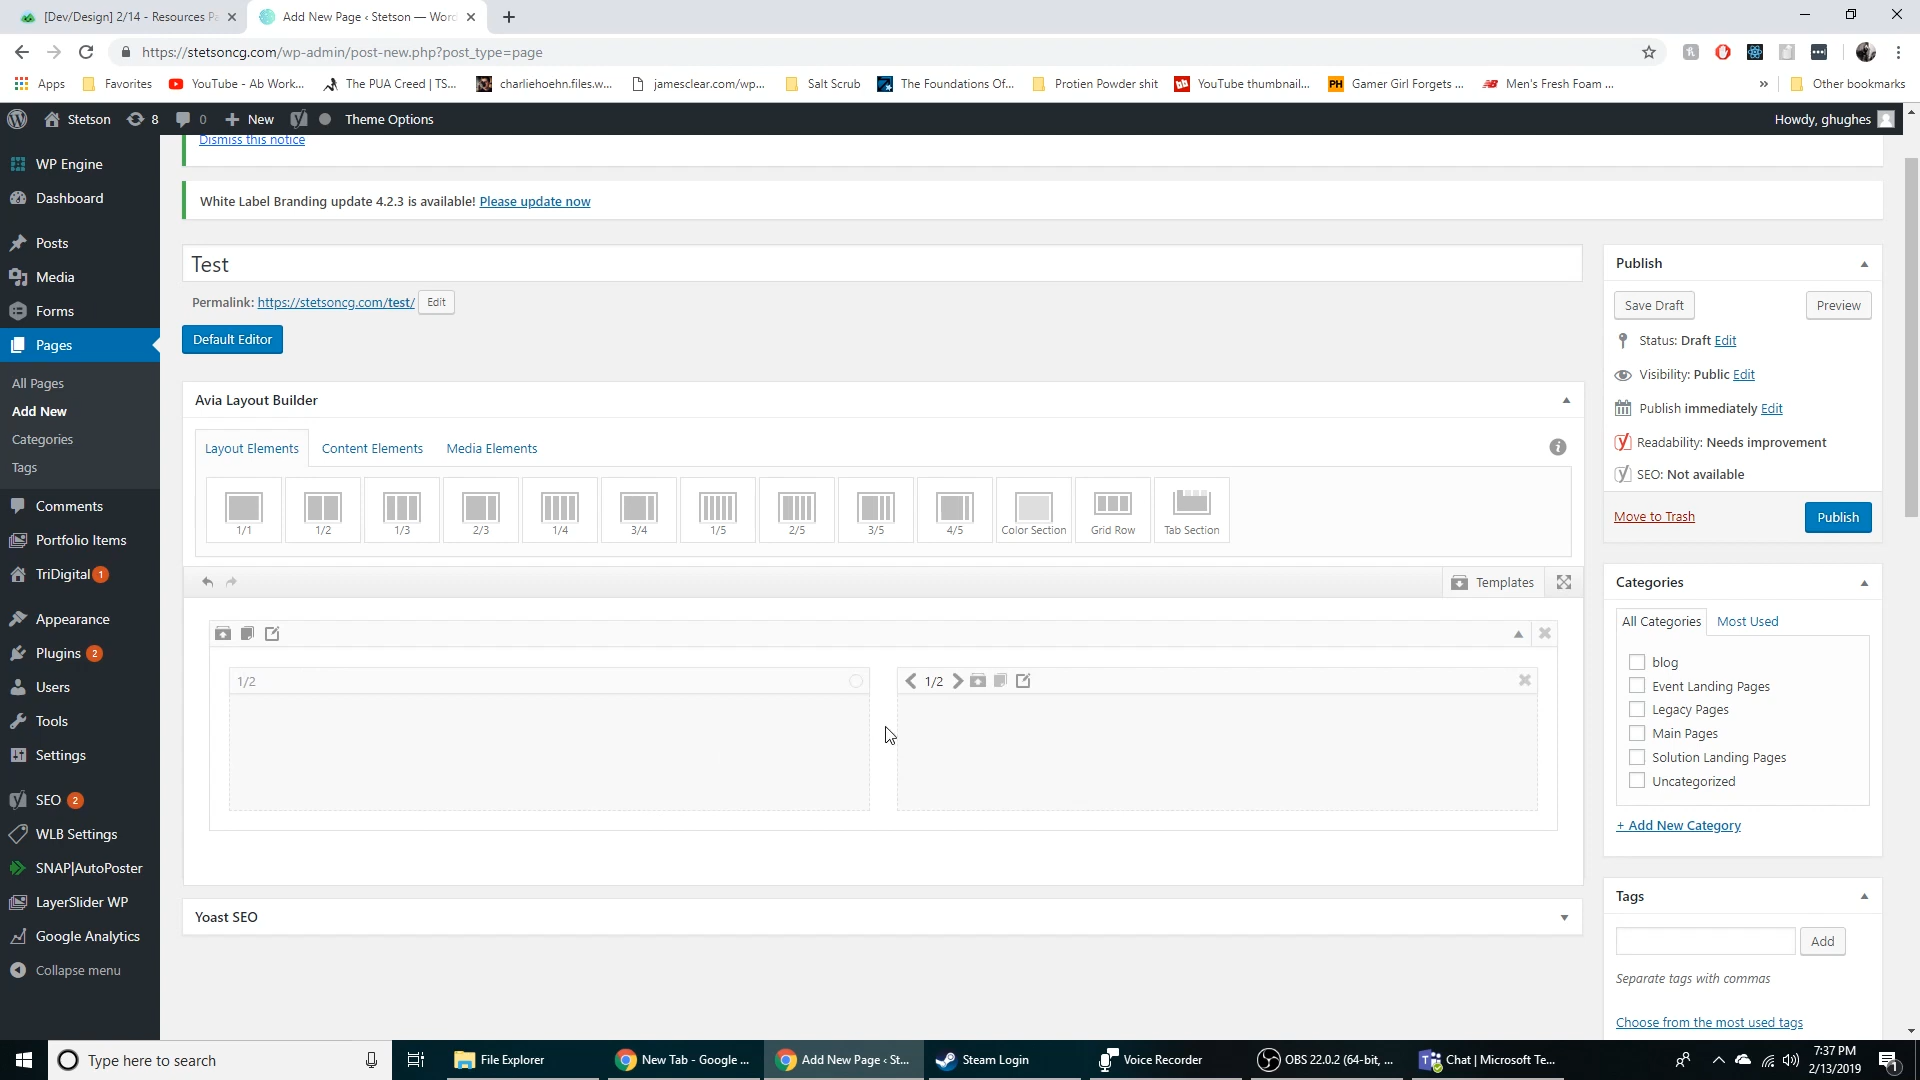 [Dev/Design] 2/14 - Resources Pa
Add New Page ‹ Stetson — Word
https://stetsoncg.com/wp-admin/post-new.php?post_type=page
Apps
Favorites
YouTube - Ab Work...
The PUA Creed | TS...
charliehoehn.files.w...
jamesclear.com/wp...
Salt Scrub
The Foundations Of...
Protien Powder shit
YouTube thumbnail...
PH
Gamer Girl Forgets ...
Men's Fresh Foam ...
»
Other bookmarks
Stetson
8
0
New
Theme Options
Howdy, ghughes
WP Engine
Dashboard
Posts
Media
Forms
Pages
All Pages
Add New
Categories
Tags
Comments
Portfolio Items
TriDigital 1
Appearance
Plugins 2
Users
Tools
Settings
SEO 2
WLB Settings
SNAP|AutoPoster
LayerSlider WP
Google Analytics
Collapse menu
Dismiss this notice
White Label Branding update 4.2.3 is available! Please update now
Test
Permalink: https://stetsoncg.com/test/ Edit
Default Editor
Avia Layout Builder
Layout Elements
Content Elements
Media Elements
1/1
1/2
1/3
2/3
1/4
3/4
1/5
2/5
3/5
4/5
Color Section
Grid Row
Tab Section
Templates
1/2
1/2
Yoast SEO
Publish
Save Draft
Preview
Status: Draft Edit
Visibility: Public Edit
Publish immediately Edit
Readability: Needs improvement
SEO: Not available
Move to Trash
Publish
Categories
All Categories
Most Used
blog
Event Landing Pages
Legacy Pages
Main Pages
Solution Landing Pages
Uncategorized
+ Add New Category
Tags
Add
Separate tags with commas
Choose from the most used tags
Type here to search
File Explorer
New Tab - Google ...
Add New Page ‹ St...
Steam Login
Voice Recorder
OBS 22.0.2 (64-bit, ...
Chat | Microsoft Te...
7:37 PM
2/13/2019
1